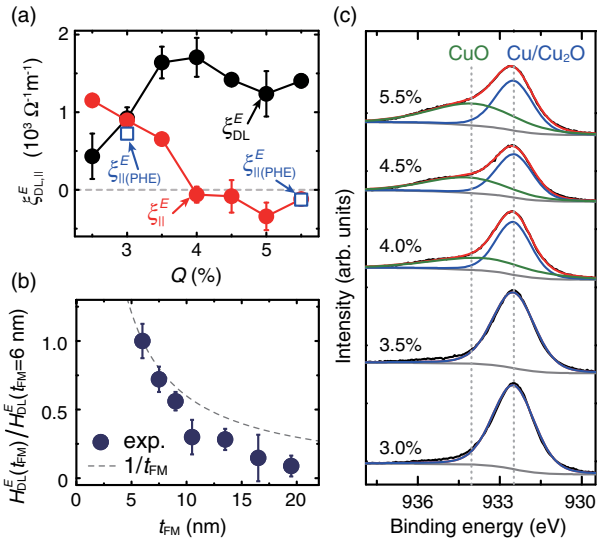 (a)
ξ^E_DL,|| (10³ Ω⁻¹m⁻¹)
2
1
0
ξ^E_DL
ξ^E_||(PHE)
ξ^E_||(PHE)
ξ^E_||
3 4 5
Q (%)
(b)
H^E_DL(t_FM)/H^E_DL(t_FM=6 nm)
1.0
0.5
0
exp.
1/t_FM
0 5 10 15 20
t_FM (nm)
(c)
CuO Cu/Cu₂O
Intensity (arb. units)
5.5%
4.5%
4.0%
3.5%
3.0%
936 933 930
Binding energy (eV)